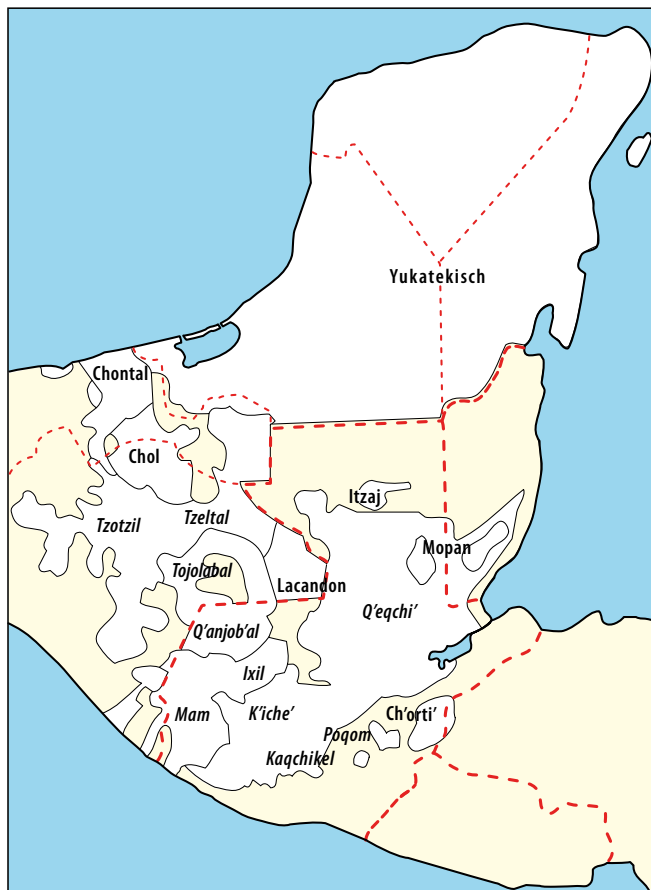 Yukatekisch
Chontal
Chol
Itzaj
Tzotzil
Tzeltal
Mopan
Tojolabal
Lacandon
Q'eqchi'
Q'anjob'al
Ixil
Mam
K'iche'
Ch'orti'
Poqom
Kaqchikel